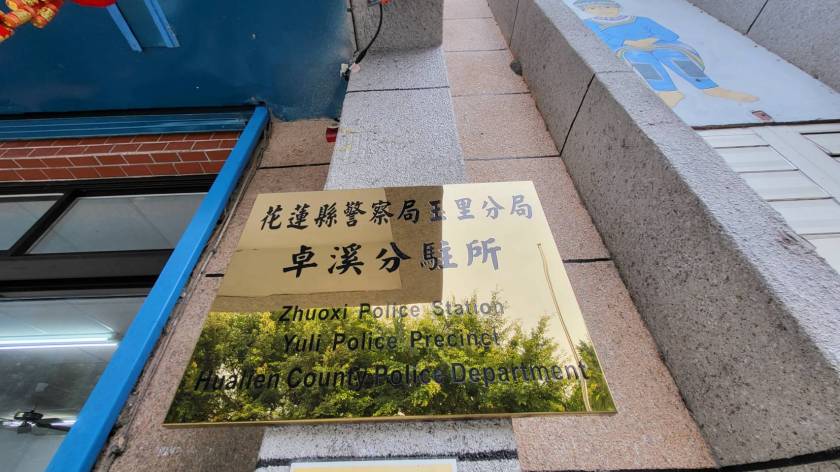 花蓮縣警察局玉里分局
卓溪分駐所
Zhuoxi Police Station
Yuli Police Precinct
Hualien County Police Department